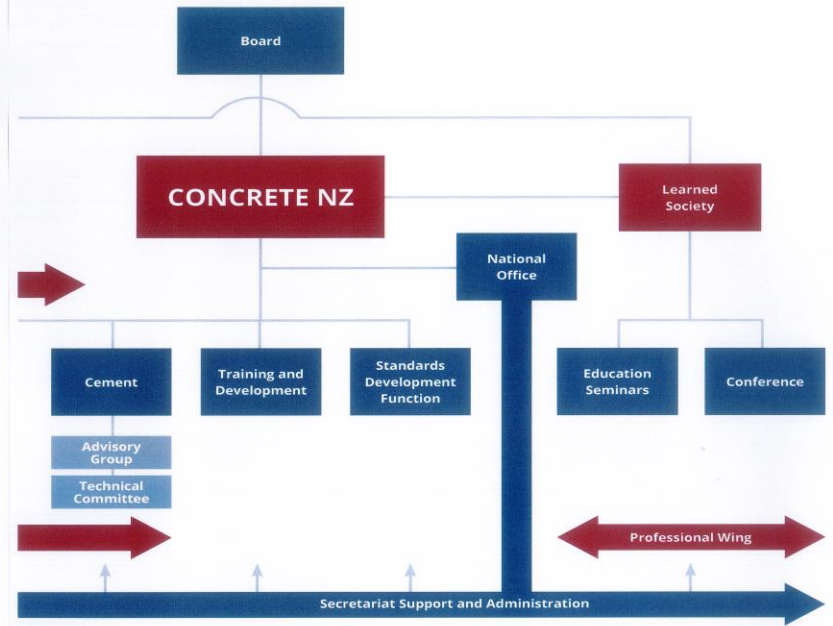 Board
CONCRETE NZ
Learned
Society
National
Office
Cement
Training and
Development
Standards
Development
Function
Education
Seminars
Conference
Advisory
Group
Technical
Committee
Professional Wing
Secretariat Support and Administration